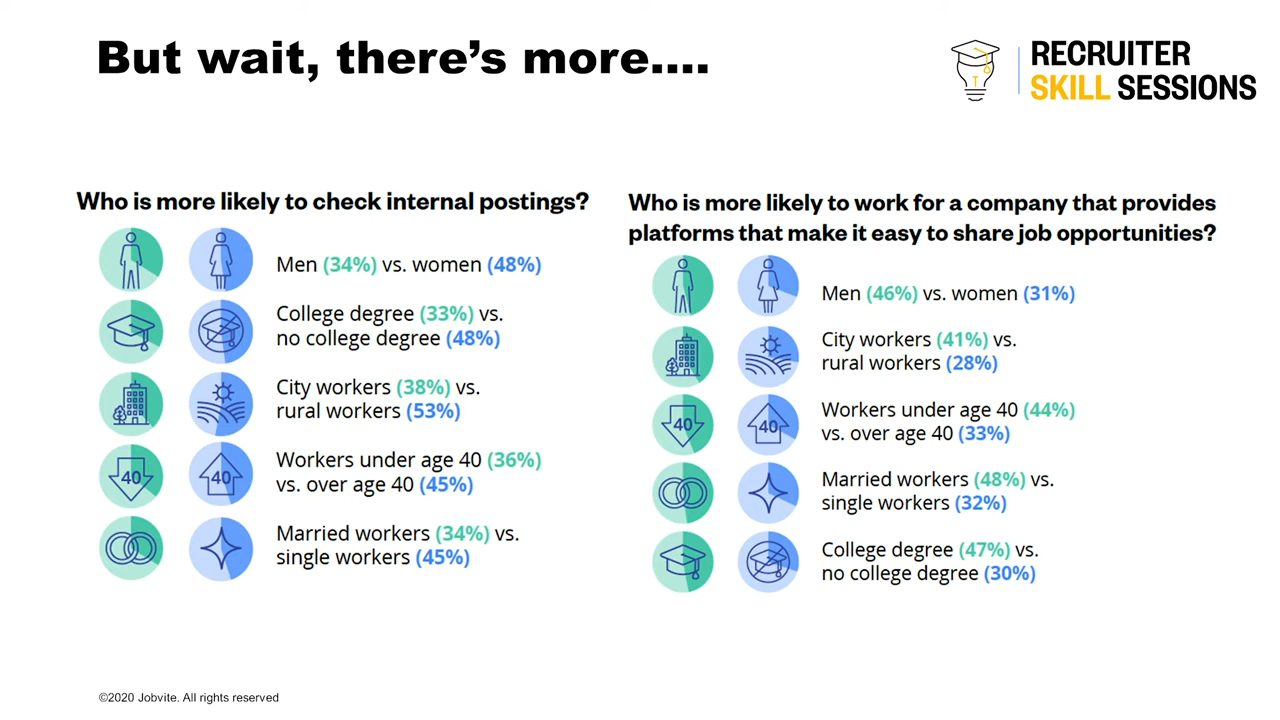 But wait, there’s more....
RECRUITER
SKILL SESSIONS
Who is more likely to check internal postings?
Men (34%) vs. women (48%)
College degree (33%) vs.
no college degree (48%)
City workers (38%) vs.
rural workers (53%)
40
40
Workers under age 40 (36%)
vs. over age 40 (45%)
Married workers (34%) vs.
single workers (45%)
Who is more likely to work for a company that provides
platforms that make it easy to share job opportunities?
Men (46%) vs. women (31%)
City workers (41%) vs.
rural workers (28%)
40
40
Workers under age 40 (44%)
vs. over age 40 (33%)
Married workers (48%) vs.
single workers (32%)
College degree (47%) vs.
no college degree (30%)
©2020 Jobvite. All rights reserved